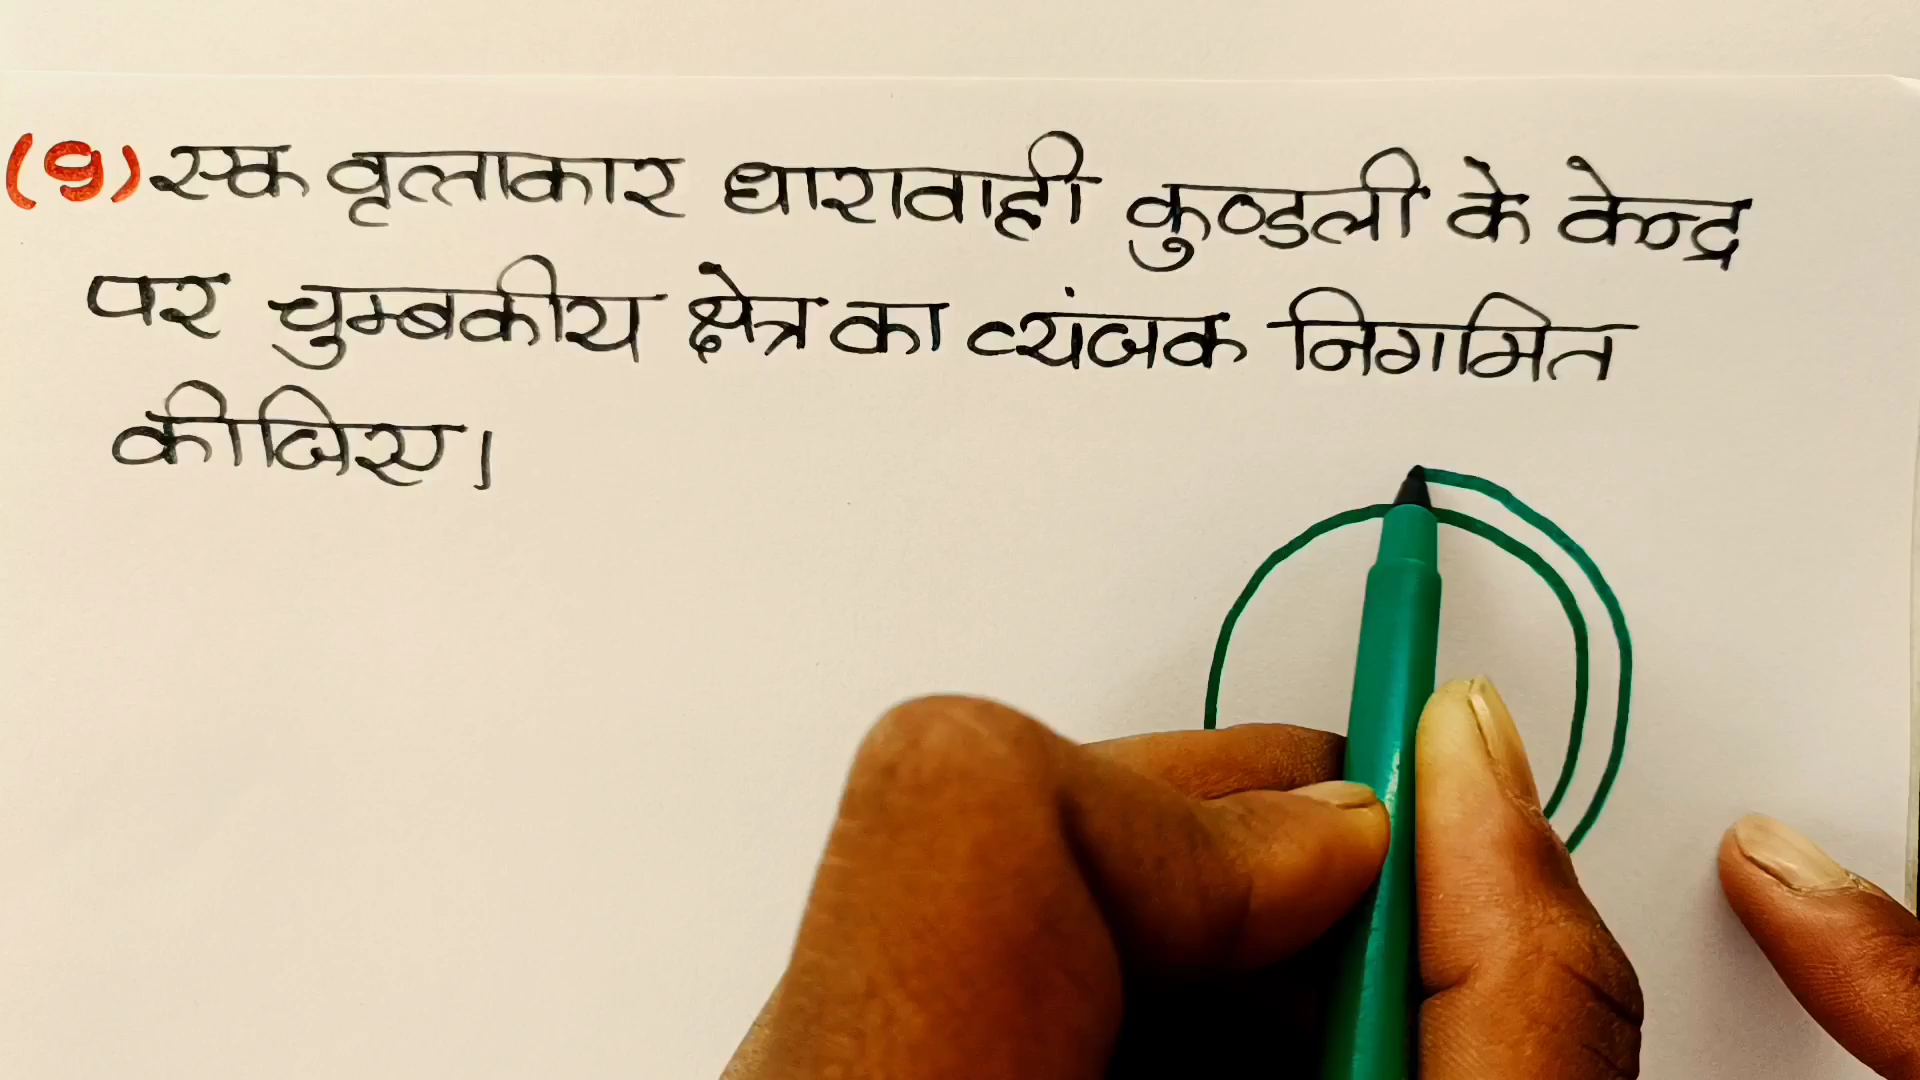 (9) एक वृत्ताकार धारावाही कुण्डली के केन्द्र
पर चुम्बकीय क्षेत्र का व्यंजक निगमित
कीजिए।